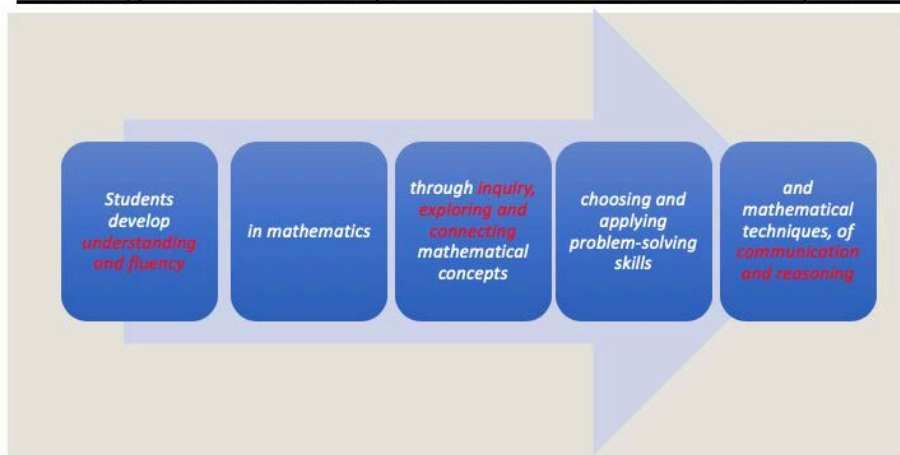 Students
develop
understanding
and fluency
in mathematics
through inquiry,
exploring and
connecting
mathematical
concepts
choosing and
applying
problem-solving
skills
and
mathematical
techniques, of
communication
and reasoning